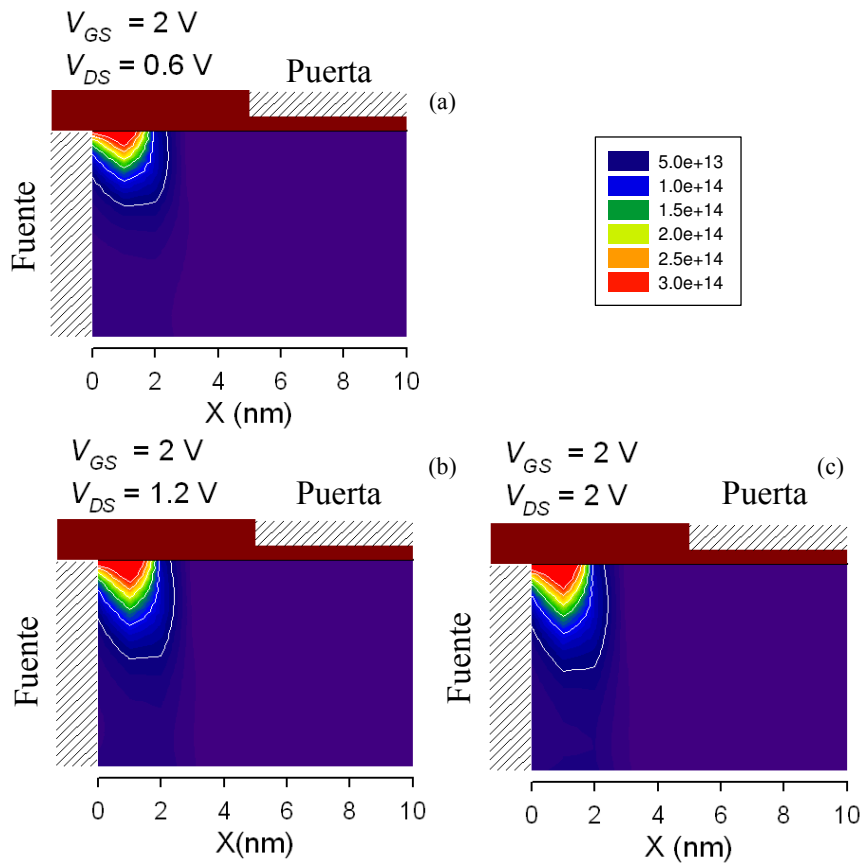 V_GS = 2 V
V_DS = 0.6 V
Puerta
(a)
Fuente
0 2 4 6 8 10
X (nm)
5.0e+13
1.0e+14
1.5e+14
2.0e+14
2.5e+14
3.0e+14
V_GS = 2 V
V_DS = 1.2 V
Puerta
(b)
Fuente
0 2 4 6 8 10
X(nm)
V_GS = 2 V
V_DS = 2 V
Puerta
(c)
Fuente
0 2 4 6 8 10
X (nm)